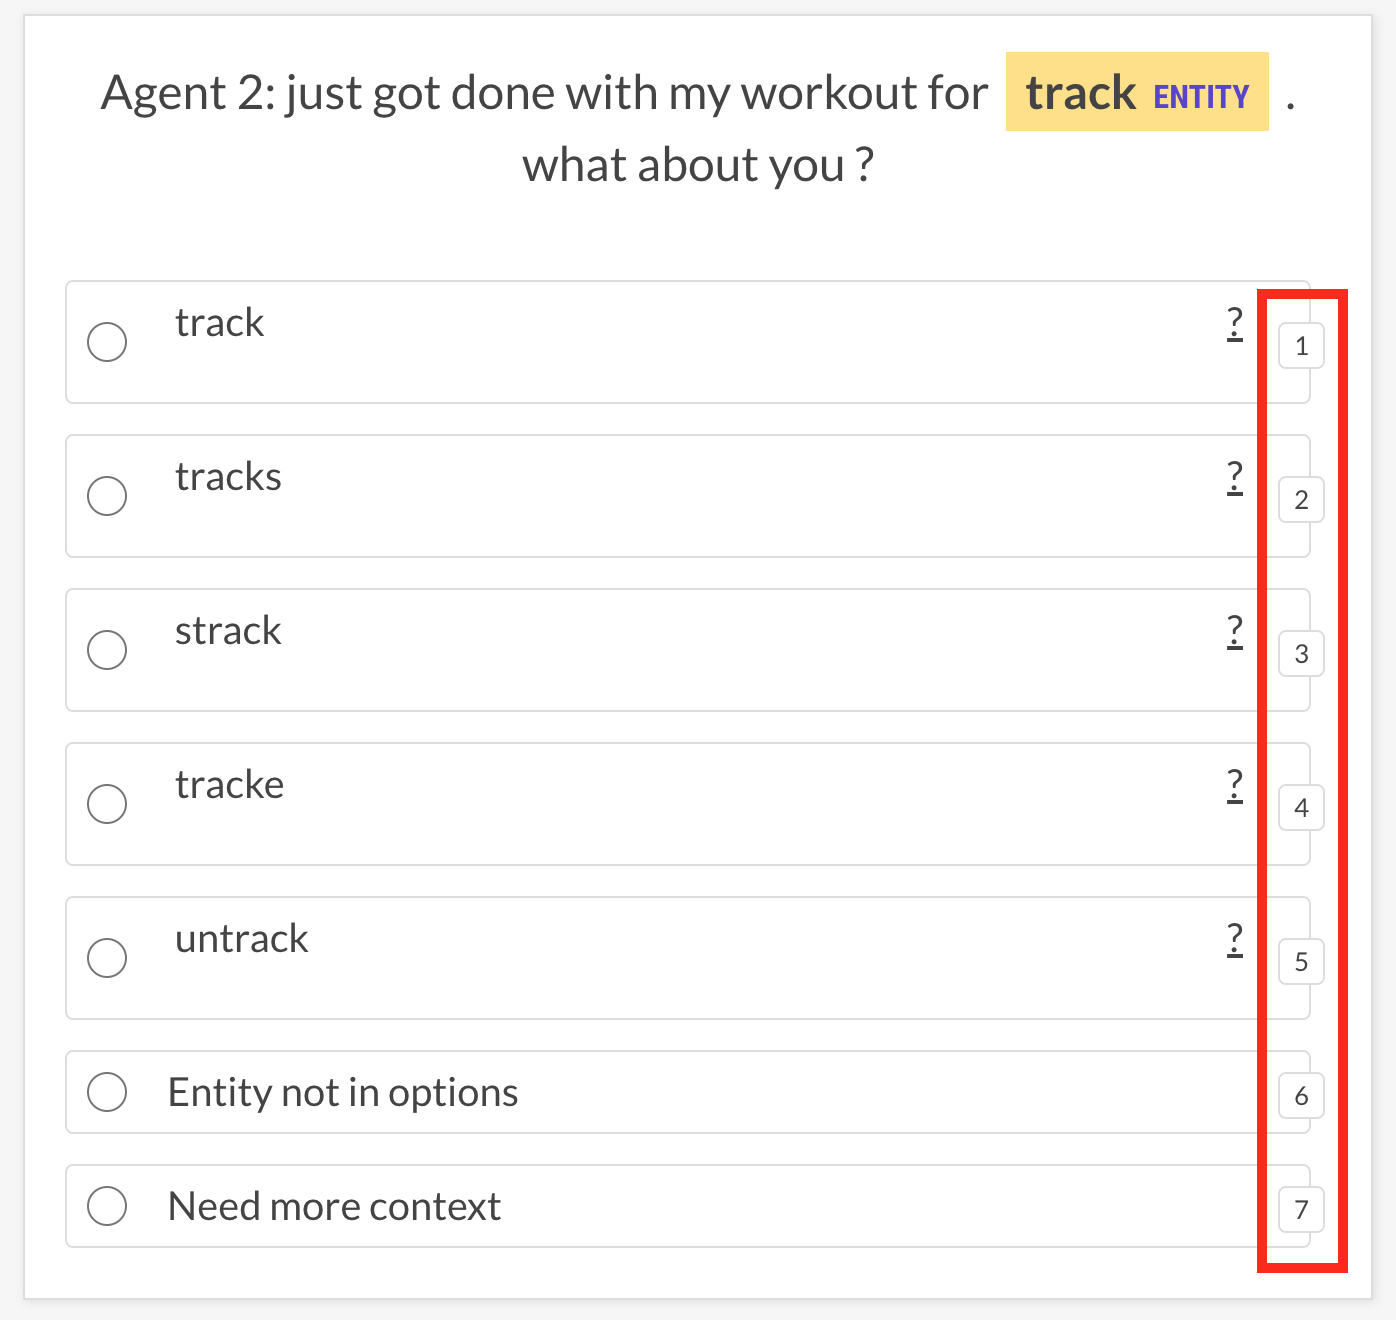 Agent 2: just got done with my workout for track ENTITY .
what about you ?
track ? 1
tracks ? 2
strack ? 3
tracke ? 4
untrack ? 5
Entity not in options 6
Need more context 7